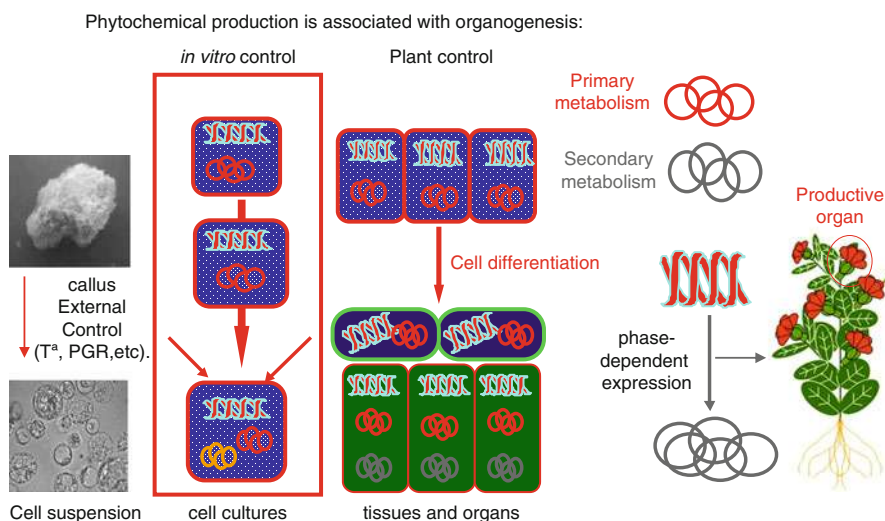 Phytochemical production is associated with organogenesis:
in vitro control
Plant control
Primary
metabolism
Secondary
metabolism
Productive
organ
callus
External
Control
(Tª, PGR,etc).
Cell differentiation
phase-
dependent
expression
Cell suspension
cell cultures
tissues and organs